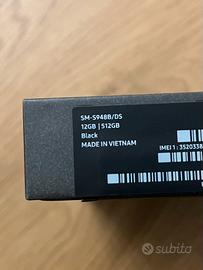 SM-S948B/DS
12GB | 512GB
Black
MADE IN VIETNAM
IMEI 1 : 3520338
subito